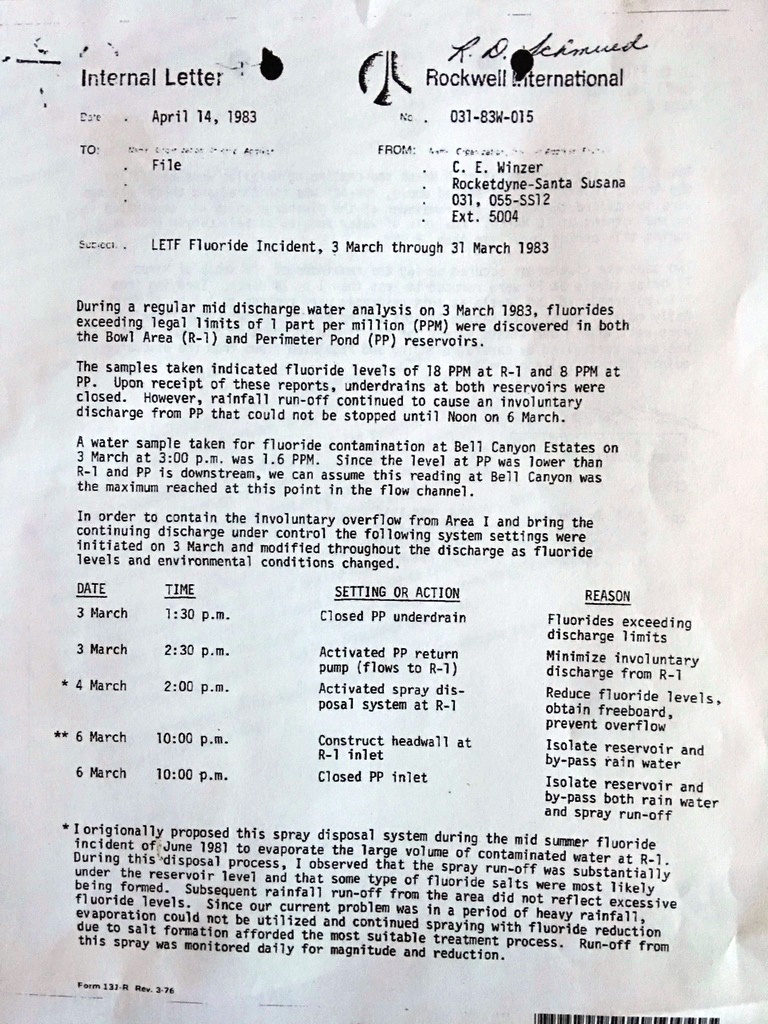 R. D. Schmued
Internal Letter
Rockwell International
Date . April 14, 1983
No. . 031-83W-015
TO:
FROM:
. File
. C. E. Winzer
. Rocketdyne-Santa Susana
. 031, 055-SS12
. Ext. 5004
Subject. . LETF Fluoride Incident, 3 March through 31 March 1983
During a regular mid discharge water analysis on 3 March 1983, fluorides
exceeding legal limits of 1 part per million (PPM) were discovered in both
the Bowl Area (R-1) and Perimeter Pond (PP) reservoirs.
The samples taken indicated fluoride levels of 18 PPM at R-1 and 8 PPM at
PP. Upon receipt of these reports, underdrains at both reservoirs were
closed. However, rainfall run-off continued to cause an involuntary
discharge from PP that could not be stopped until Noon on 6 March.
A water sample taken for fluoride contamination at Bell Canyon Estates on
3 March at 3:00 p.m. was 1.6 PPM. Since the level at PP was lower than
R-1 and PP is downstream, we can assume this reading at Bell Canyon was
the maximum reached at this point in the flow channel.
In order to contain the involuntary overflow from Area I and bring the
continuing discharge under control the following system settings were
initiated on 3 March and modified throughout the discharge as fluoride
levels and environmental conditions changed.
DATE TIME SETTING OR ACTION REASON
3 March 1:30 p.m. Closed PP underdrain Fluorides exceeding
discharge limits
3 March 2:30 p.m. Activated PP return Minimize involuntary
pump (flows to R-1) discharge from R-1
* 4 March 2:00 p.m. Activated spray dis- Reduce fluoride levels,
posal system at R-1 obtain freeboard,
prevent overflow
** 6 March 10:00 p.m. Construct headwall at Isolate reservoir and
R-1 inlet by-pass rain water
6 March 10:00 p.m. Closed PP inlet Isolate reservoir and
by-pass both rain water
and spray run-off
* I origionally proposed this spray disposal system during the mid summer fluoride
incident of June 1981 to evaporate the large volume of contaminated water at R-1.
During this disposal process, I observed that the spray run-off was substantially
under the reservoir level and that some type of fluoride salts were most likely
being formed. Subsequent rainfall run-off from the area did not reflect excessive
fluoride levels. Since our current problem was in a period of heavy rainfall,
evaporation could not be utilized and continued spraying with fluoride reduction
due to salt formation afforded the most suitable treatment process. Run-off from
this spray was monitored daily for magnitude and reduction.
Form 131-R Rev. 3-76